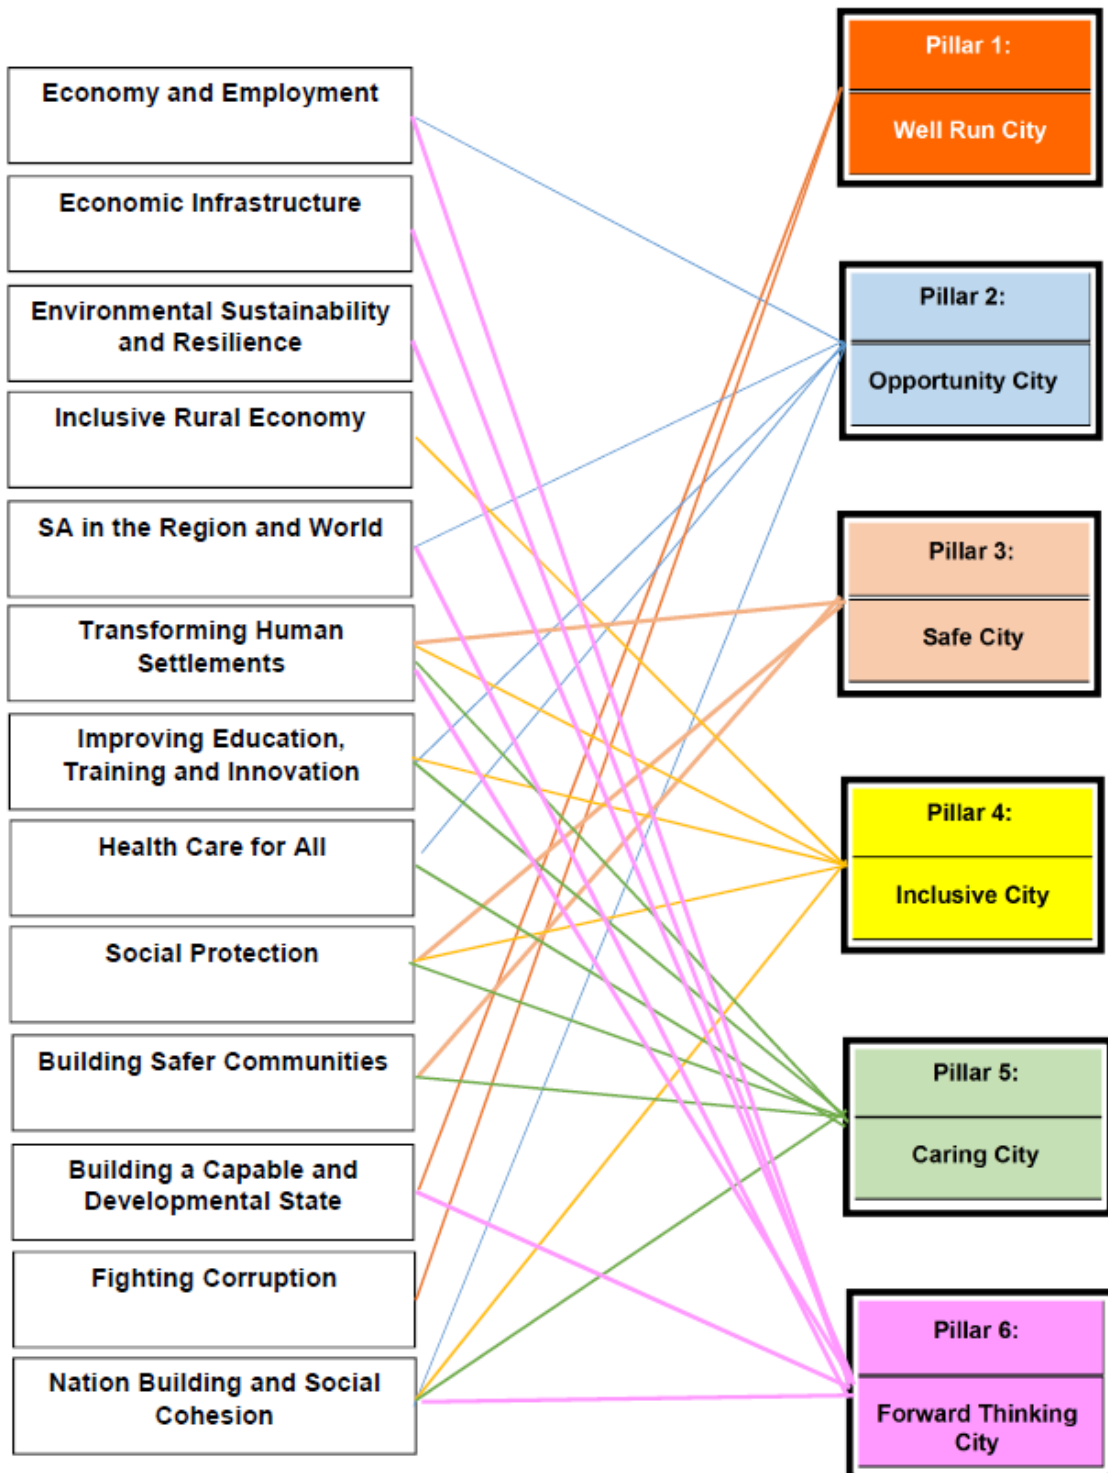 Economy and Employment
Economic Infrastructure
Environmental Sustainability
and Resilience
Inclusive Rural Economy
SA in the Region and World
Transforming Human
Settlements
Improving Education,
Training and Innovation
Health Care for All
Social Protection
Building Safer Communities
Building a Capable and
Developmental State
Fighting Corruption
Nation Building and Social
Cohesion
Pillar 1:
Well Run City
Pillar 2:
Opportunity City
Pillar 3:
Safe City
Pillar 4:
Inclusive City
Pillar 5:
Caring City
Pillar 6:
Forward Thinking
City